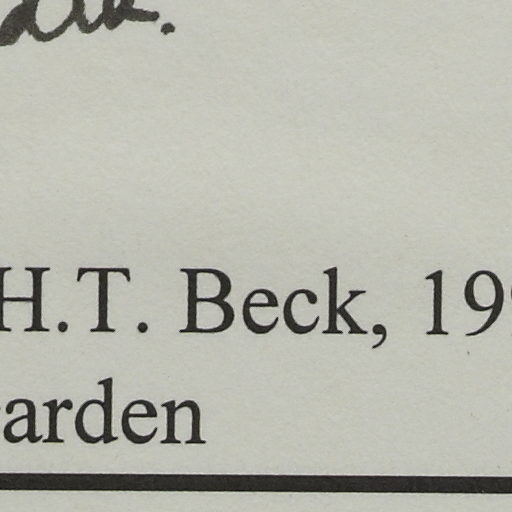 H.T. Beck, 19
arden